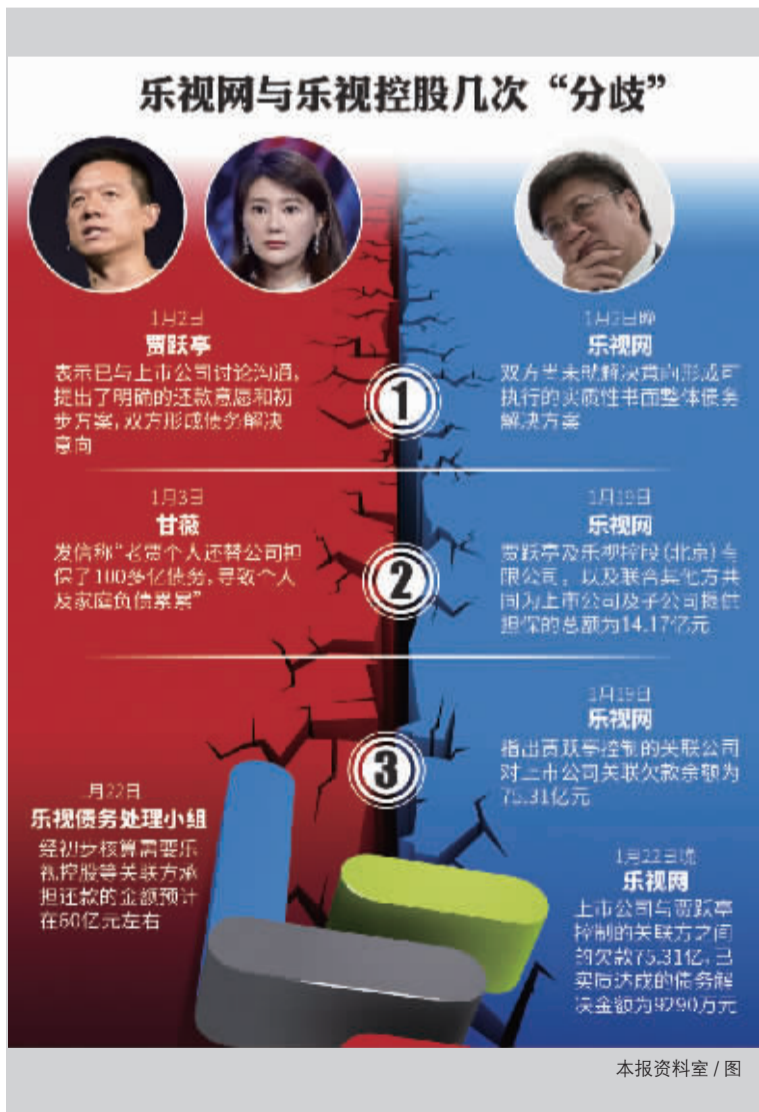 乐视网与乐视控股几次“分歧”
1月2日
贾跃亭
表示已与上市公司讨论沟通,
提出了明确的还款意愿和初
步方案,双方形成债务解决
意向
1月2日晚
乐视网
双方尚未就解决意向形成可
执行的实质性书面整体债务
解决方案
1
1月3日
甘薇
发信称“老贾个人还替公司担
保了100多亿债务,导致个人
及家庭负债累累”
1月19日
乐视网
贾跃亭及乐视控股(北京)有
限公司，以及联合其他方共
同为上市公司及子公司提供
担保的总额为14.17亿元
2
1月19日
乐视网
指出贾跃亭控制的关联公司
对上市公司关联欠款余额为
75.31亿元
3
月22日
乐视债务处理小组
经初步核算需要乐
视控股等关联方承
担还款的金额预计
在60亿元左右
1月22日晚
乐视网
上市公司与贾跃亭
控制的关联方之间
的欠款75.31亿,已
实质达成的债务解
决金额为9290万元
本报资料室/图